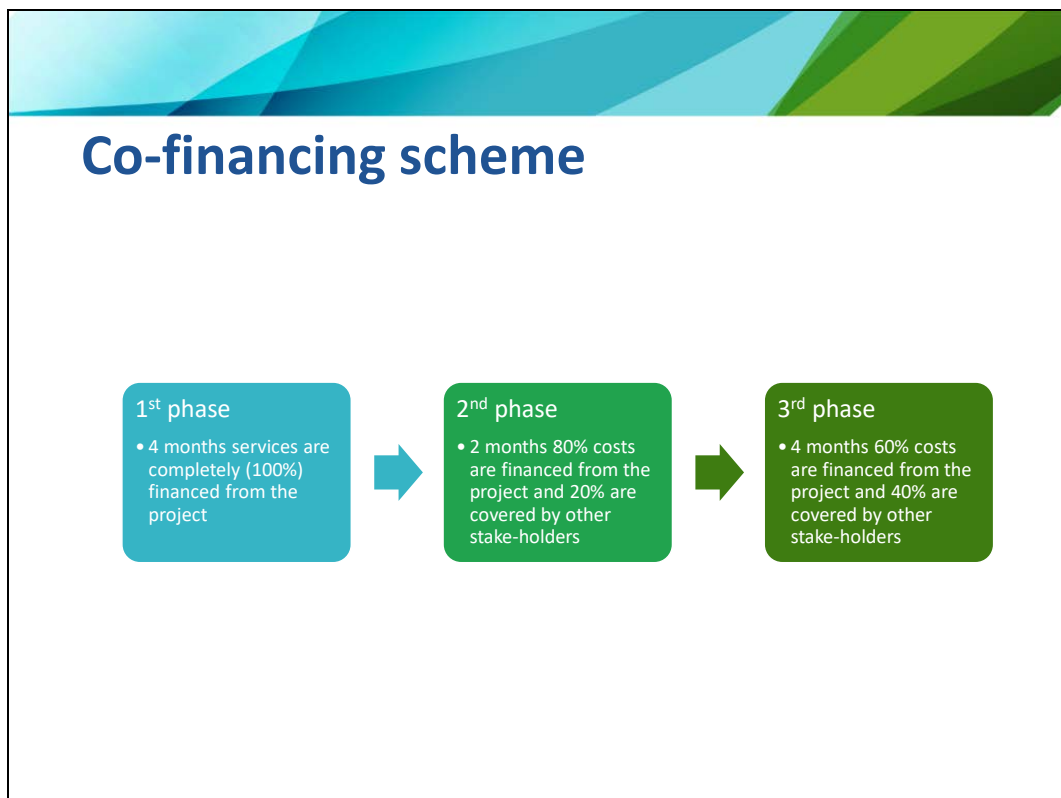 Co-financing scheme
1st phase
• 4 months services are
completely (100%)
financed from the
project
2nd phase
• 2 months 80% costs
are financed from the
project and 20% are
covered by other
stake-holders
3rd phase
• 4 months 60% costs
are financed from the
project and 40% are
covered by other
stake-holders